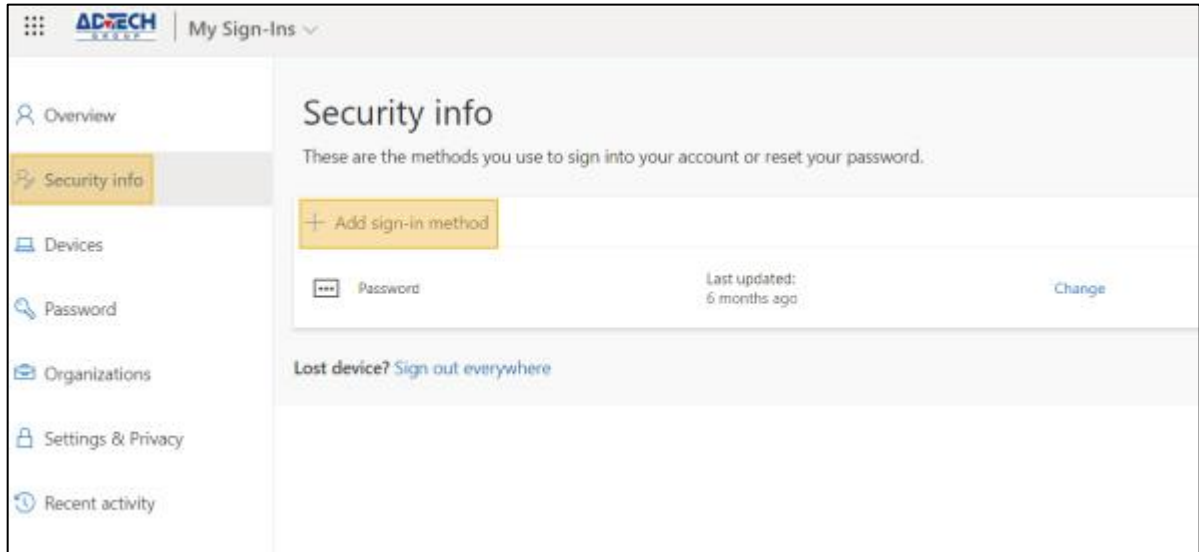 ADTECH
GROUP
My Sign-Ins
Overview
Security info
Devices
Password
Organizations
Settings & Privacy
Recent activity
Security info
These are the methods you use to sign into your account or reset your password.
+ Add sign-in method
Password
Last updated:
6 months ago
Change
Lost device? Sign out everywhere